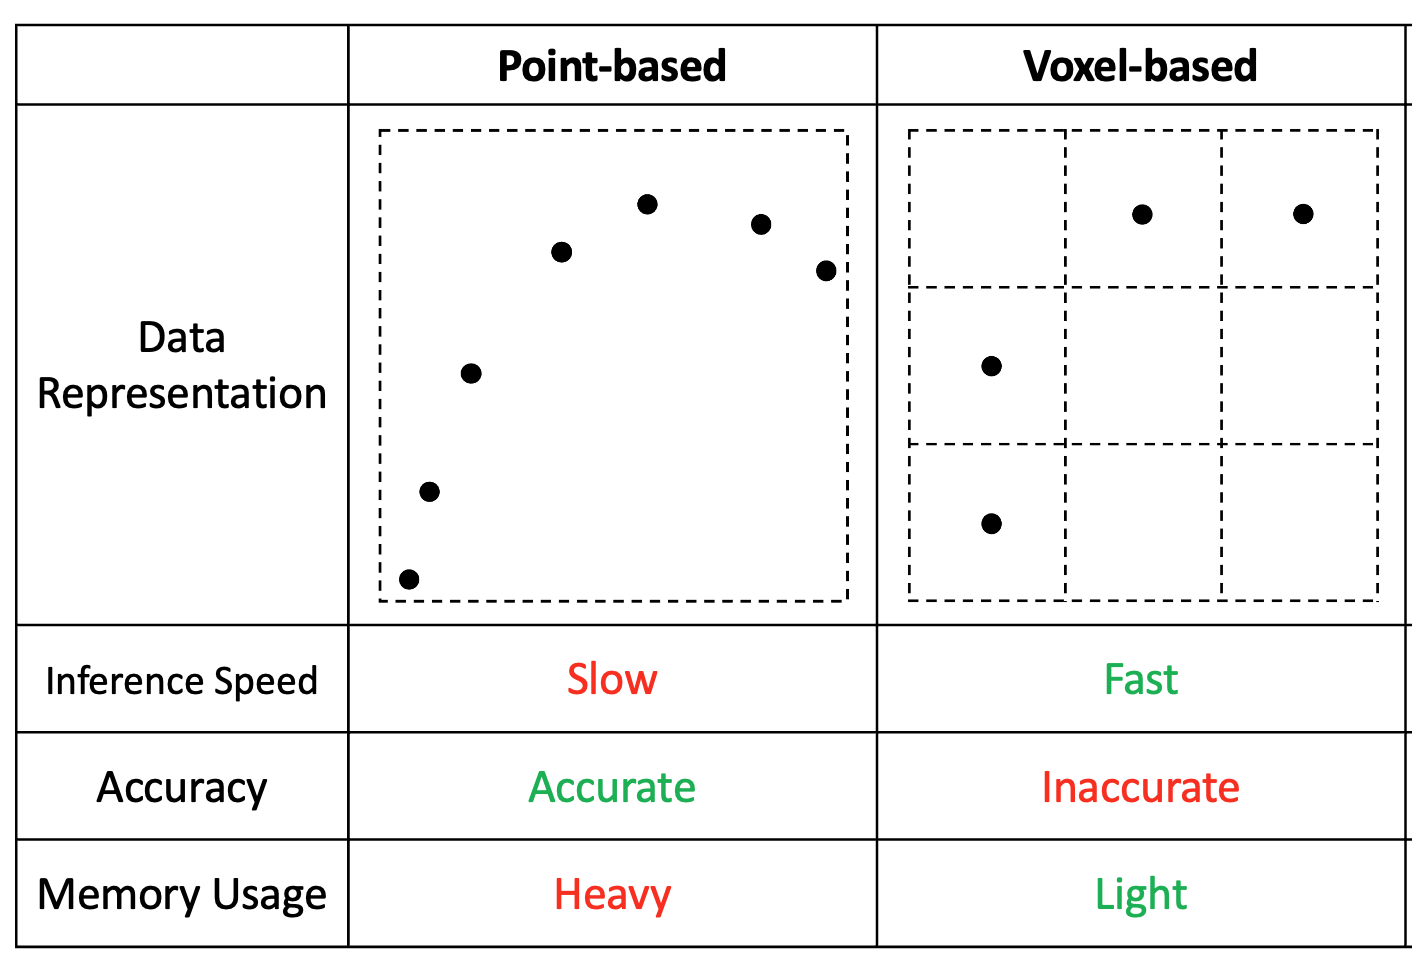 Point-based
Voxel-based
Data
Representation
Inference Speed
Slow
Fast
Accuracy
Accurate
Inaccurate
Memory Usage
Heavy
Light